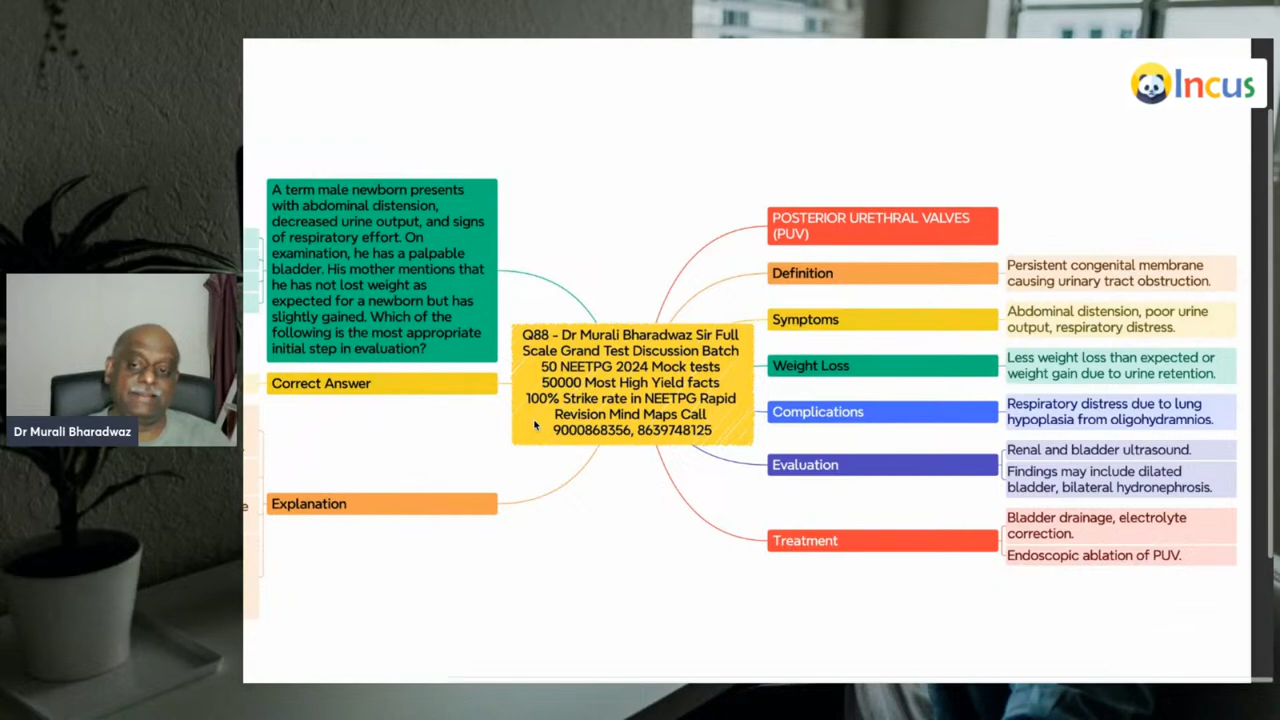 Incus
A term male newborn presents
with abdominal distension,
decreased urine output, and signs
of respiratory effort. On
examination, he has a palpable
bladder. His mother mentions that
he has not lost weight as
expected for a newborn but has
slightly gained. Which of the
following is the most appropriate
initial step in evaluation?
Correct Answer
Explanation
e
Q88 - Dr Murali Bharadwaz Sir Full
Scale Grand Test Discussion Batch
50 NEETPG 2024 Mock tests
50000 Most High Yield facts
100% Strike rate in NEETPG Rapid
Revision Mind Maps Call
9000868356, 8639748125
POSTERIOR URETHRAL VALVES
(PUV)
Definition
Persistent congenital membrane
causing urinary tract obstruction.
Symptoms
Abdominal distension, poor urine
output, respiratory distress.
Weight Loss
Less weight loss than expected or
weight gain due to urine retention.
Complications
Respiratory distress due to lung
hypoplasia from oligohydramnios.
Evaluation
Renal and bladder ultrasound.
Findings may include dilated
bladder, bilateral hydronephrosis.
Treatment
Bladder drainage, electrolyte
correction.
Endoscopic ablation of PUV.
Dr Murali Bharadwaz